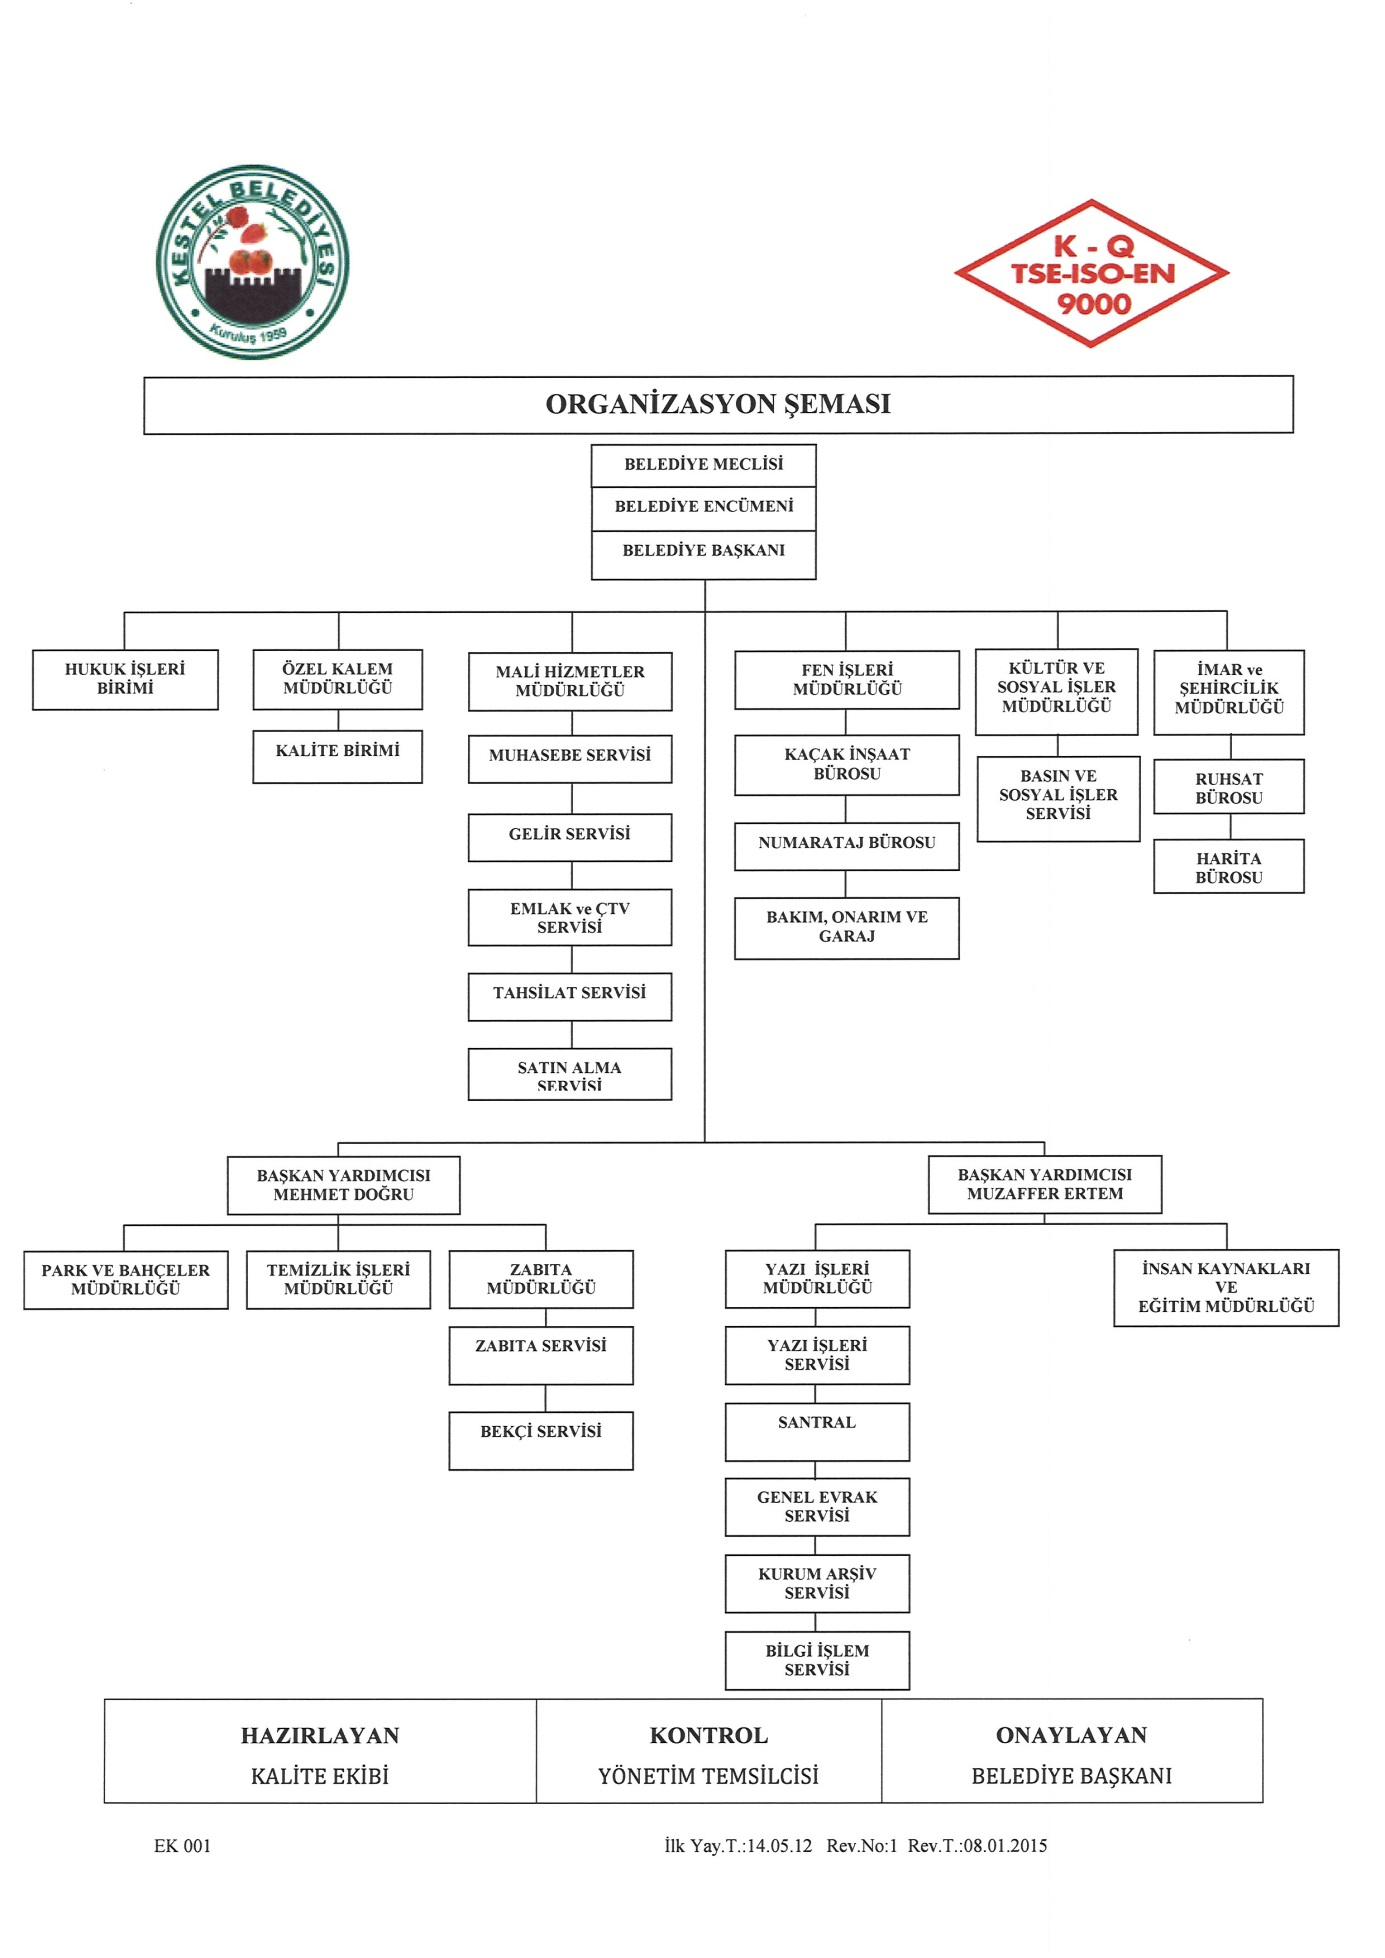 KESTEL BELEDİYESİ
Kuruluş 1959
K - Q
TSE-ISO-EN
9000
ORGANİZASYON ŞEMASI
BELEDİYE MECLİSİ
BELEDİYE ENCÜMENİ
BELEDİYE BAŞKANI
HUKUK İŞLERİ
BİRİMİ
ÖZEL KALEM
MÜDÜRLÜĞÜ
KALİTE BİRİMİ
MALİ HİZMETLER
MÜDÜRLÜĞÜ
MUHASEBE SERVİSİ
GELİR SERVİSİ
EMLAK ve ÇTV
SERVİSİ
TAHSİLAT SERVİSİ
SATIN ALMA
SERVİSİ
FEN İŞLERİ
MÜDÜRLÜĞÜ
KAÇAK İNŞAAT
BÜROSU
NUMARATAJ BÜROSU
BAKIM, ONARIM VE
GARAJ
KÜLTÜR VE
SOSYAL İŞLER
MÜDÜRLÜĞÜ
BASIN VE
SOSYAL İŞLER
SERVİSİ
İMAR ve
ŞEHİRCİLİK
MÜDÜRLÜĞÜ
RUHSAT
BÜROSU
HARİTA
BÜROSU
BAŞKAN YARDIMCISI
MEHMET DOĞRU
PARK VE BAHÇELER
MÜDÜRLÜĞÜ
TEMİZLİK İŞLERİ
MÜDÜRLÜĞÜ
ZABITA
MÜDÜRLÜĞÜ
ZABITA SERVİSİ
BEKÇİ SERVİSİ
BAŞKAN YARDIMCISI
MUZAFFER ERTEM
YAZI İŞLERİ
MÜDÜRLÜĞÜ
YAZI İŞLERİ
SERVİSİ
SANTRAL
GENEL EVRAK
SERVİSİ
KURUM ARŞİV
SERVİSİ
BİLGİ İŞLEM
SERVİSİ
İNSAN KAYNAKLARI
VE
EĞİTİM MÜDÜRLÜĞÜ
HAZIRLAYAN
KALİTE EKİBİ
KONTROL
YÖNETİM TEMSİLCİSİ
ONAYLAYAN
BELEDİYE BAŞKANI
EK 001
İlk Yay.T.:14.05.12 Rev.No:1 Rev.T.:08.01.2015